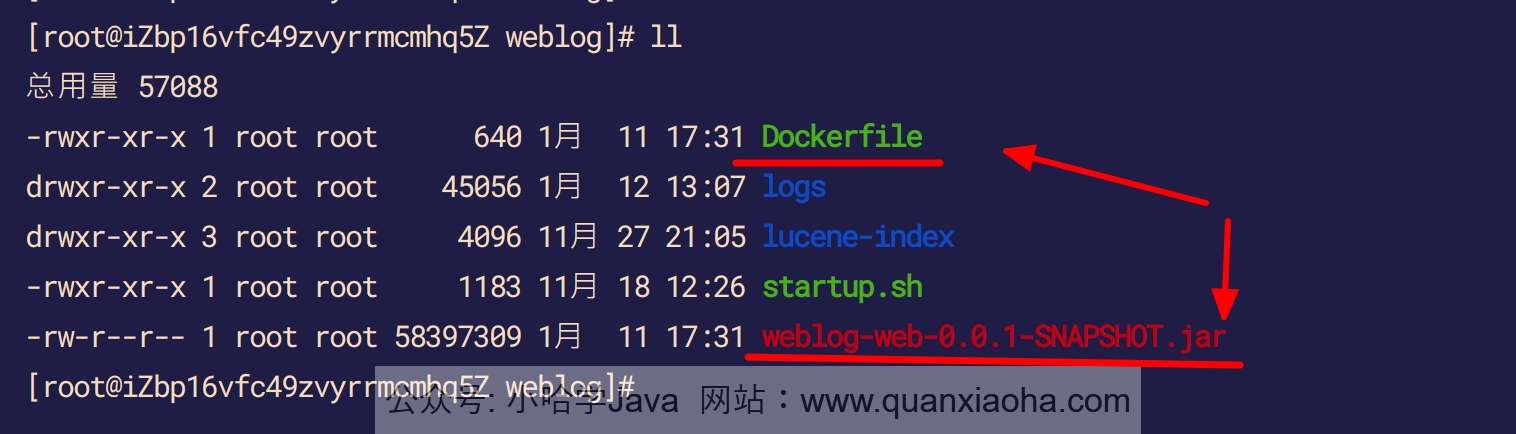 [root@iZbp16vfc49zvyrrmcmhq5Z weblog]# ll
总用量 57088
-rwxr-xr-x 1 root root      640 1月  11 17:31 Dockerfile
drwxr-xr-x 2 root root    45056 1月  12 13:07 logs
drwxr-xr-x 3 root root     4096 11月 27 21:05 lucene-index
-rwxr-xr-x 1 root root     1183 11月 18 12:26 startup.sh
-rw-r--r-- 1 root root 58397309 1月  11 17:31 weblog-web-0.0.1-SNAPSHOT.jar
[root@iZbp16vfc49zvyrrmcmhq5Z weblog]#
公众号: 小哈学Java 网站：www.quanxiaoha.com